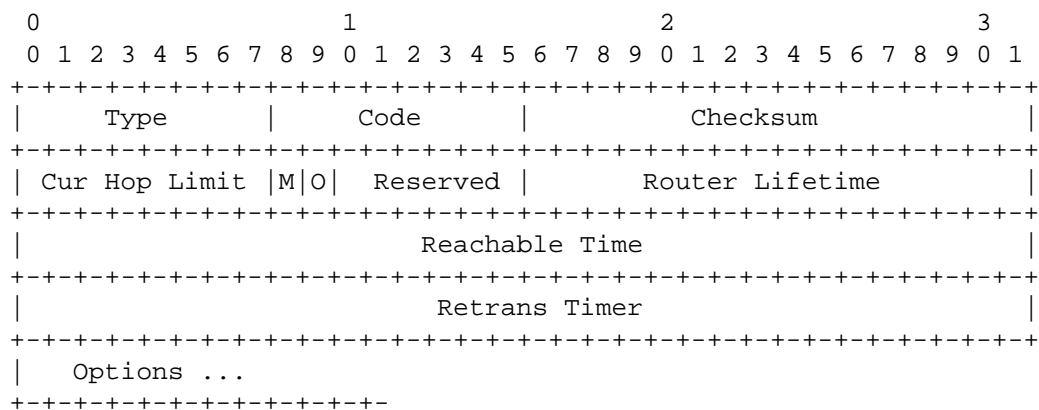 0                   1                   2                   3
 0 1 2 3 4 5 6 7 8 9 0 1 2 3 4 5 6 7 8 9 0 1 2 3 4 5 6 7 8 9 0 1
+-+-+-+-+-+-+-+-+-+-+-+-+-+-+-+-+-+-+-+-+-+-+-+-+-+-+-+-+-+-+-+-+
|     Type      |     Code      |          Checksum             |
+-+-+-+-+-+-+-+-+-+-+-+-+-+-+-+-+-+-+-+-+-+-+-+-+-+-+-+-+-+-+-+-+
| Cur Hop Limit |M|O|  Reserved |       Router Lifetime         |
+-+-+-+-+-+-+-+-+-+-+-+-+-+-+-+-+-+-+-+-+-+-+-+-+-+-+-+-+-+-+-+-+
|                         Reachable Time                        |
+-+-+-+-+-+-+-+-+-+-+-+-+-+-+-+-+-+-+-+-+-+-+-+-+-+-+-+-+-+-+-+-+
|                          Retrans Timer                        |
+-+-+-+-+-+-+-+-+-+-+-+-+-+-+-+-+-+-+-+-+-+-+-+-+-+-+-+-+-+-+-+-+
|   Options ...
+-+-+-+-+-+-+-+-+-+-+-+-